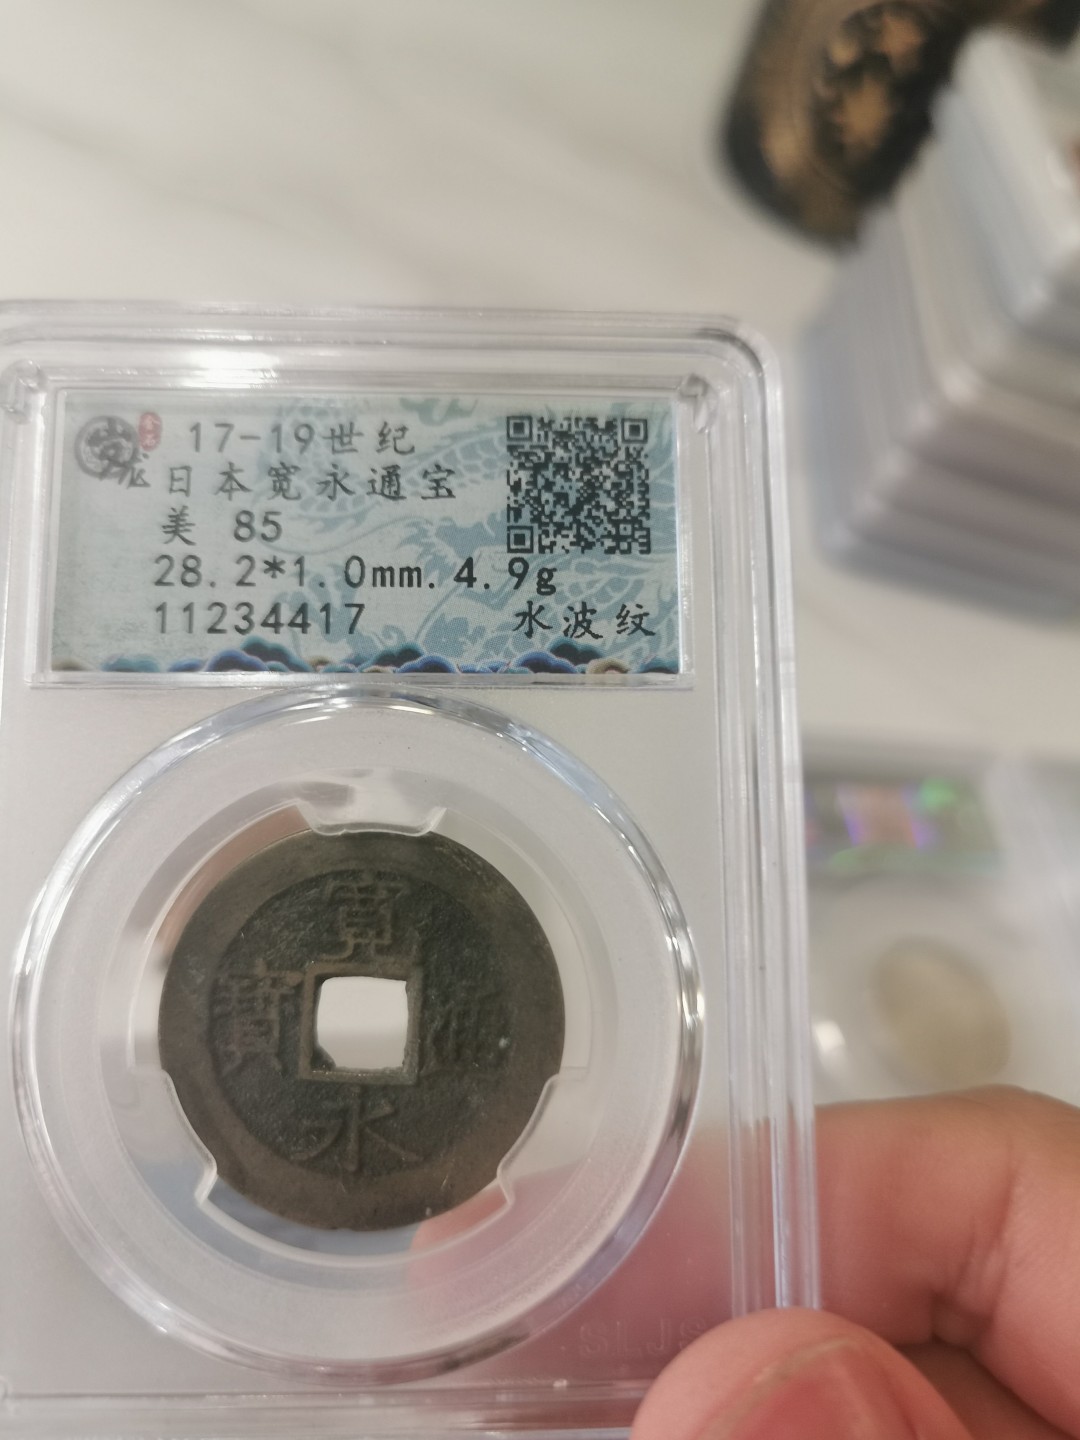 17-19世纪
日本宽永通宝
美 85
28.2*1.0mm.4.9g
11234417 水波纹
寛
寳
永